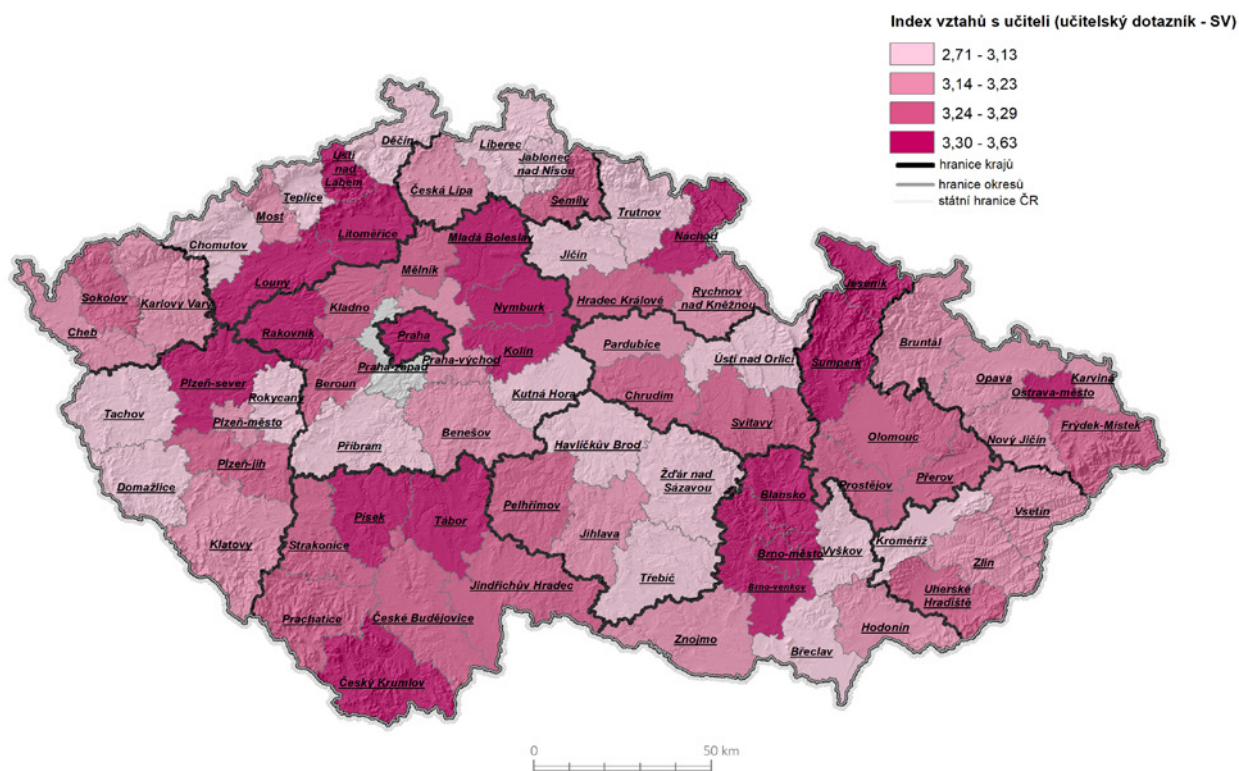 Index vztahů s učiteli (učitelský dotazník - SV)
2,71 - 3,13
3,14 - 3,23
3,24 - 3,29
3,30 - 3,63
hranice krajů
hranice okresů
státní hranice ČR
Děčín
Liberec
Ústí
nad
Labem
Jablonec
nad Nisou
Teplice
Česká Lípa
Semily
Most
Trutnov
Chomutov
Litoměřice
Mladá Boleslav
Náchod
Jičín
Louny
Mělník
Jeseník
Sokolov
Karlovy Vary
Kladno
Nymburk
Hradec Králové
Rychnov
nad Kněžnou
Cheb
Rakovník
Praha
Bruntál
Kolín
Pardubice
Praha-západ
Praha-východ
Ústí nad Orlicí
Šumperk
Plzeň-sever
Beroun
Opava
Karviná
Rokycany
Kutná Hora
Chrudim
Ostrava-město
Tachov
Plzeň-město
Svitavy
Frýdek-Místek
Příbram
Benešov
Havlíčkův Brod
Olomouc
Nový Jičín
Plzeň-jih
Žďár nad
Sázavou
Přerov
Domažlice
Prostějov
Blansko
Pelhřimov
Písek
Tábor
Vsetín
Klatovy
Strakonice
Jihlava
Kroměříž
Brno-město
Vyškov
Zlín
Třebíč
Jindřichův Hradec
Brno-venkov
Uherské
Hradiště
Prachatice
České Budějovice
Hodonín
Znojmo
Břeclav
Český Krumlov
0
50 km